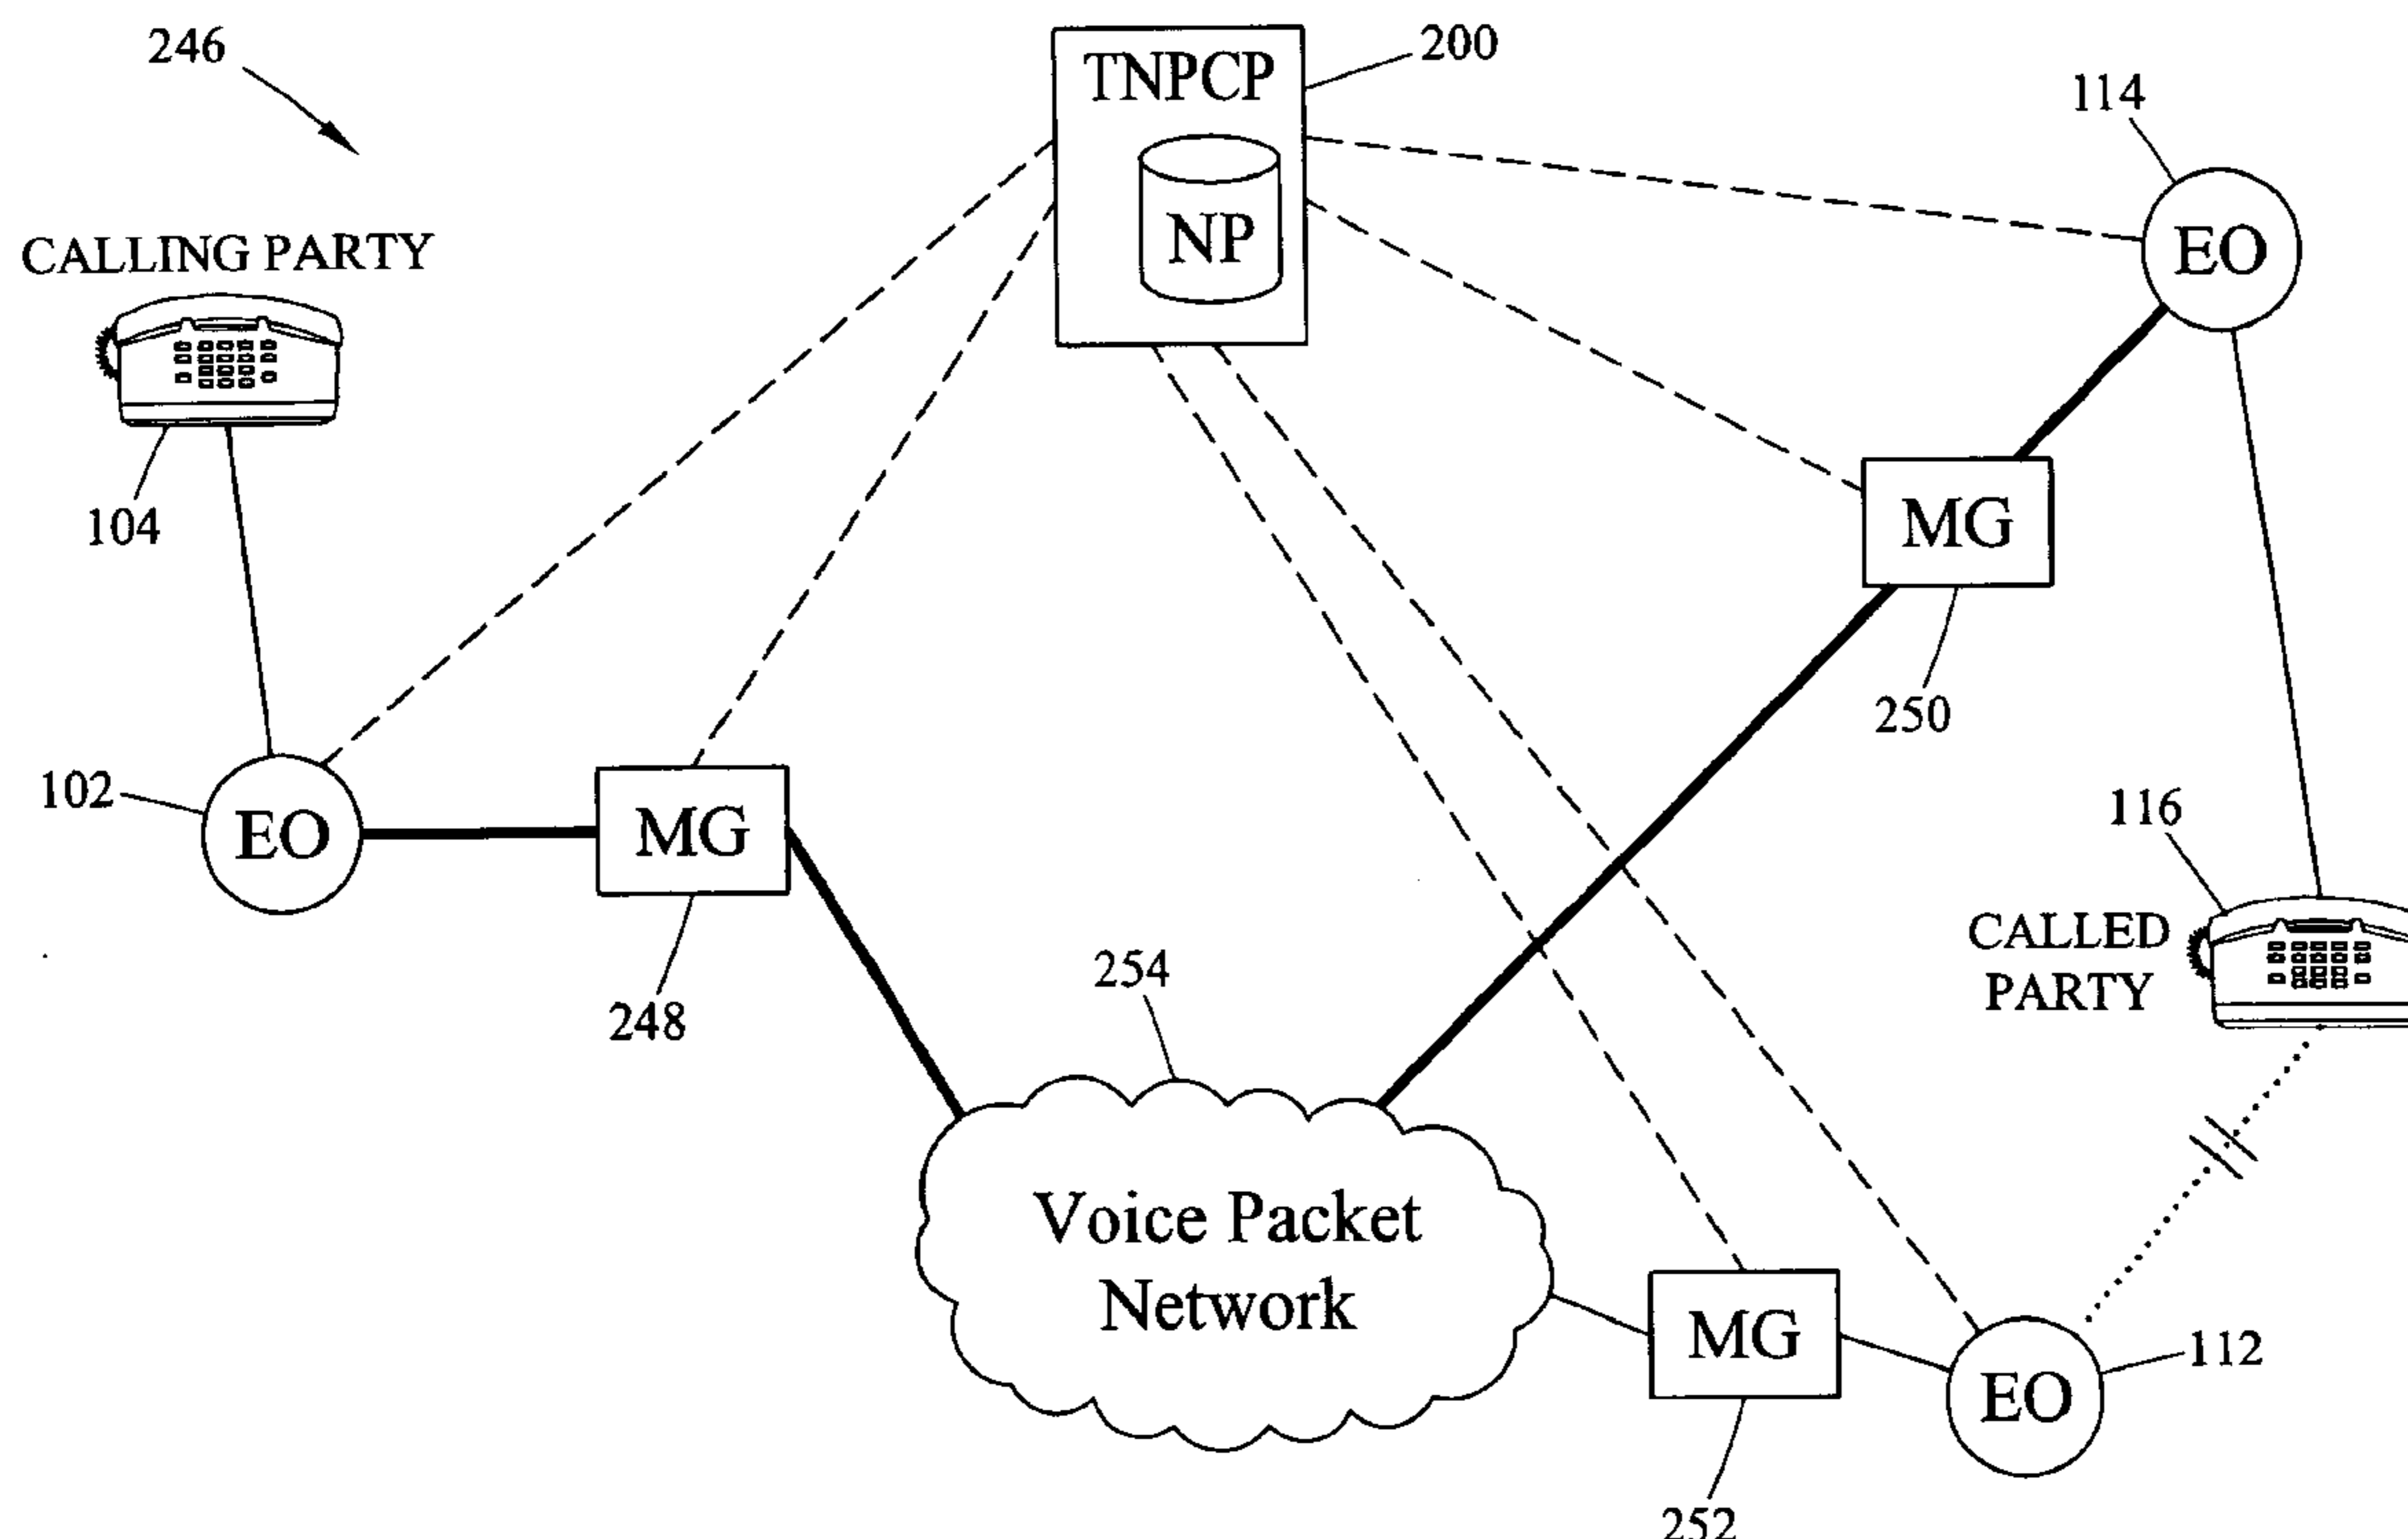 246
TNPCP
200
NP
114
EO
CALLING PARTY
104
MG
250
102
EO
MG
248
116
CALLED
PARTY
254
Voice Packet
Network
MG
252
EO
112